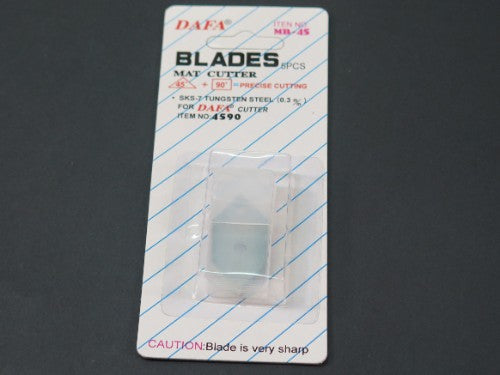 DAFA®
ITEM NO:
MB-45
BLADES 5PCS
MAT CUTTER
45° + 90° = PRECISE CUTTING
• SKS-7 TUNGSTEN STEEL (0.3 m/m)
FOR DAFA® CUTTER
ITEM NO: 4590
CAUTION:Blade is very sharp